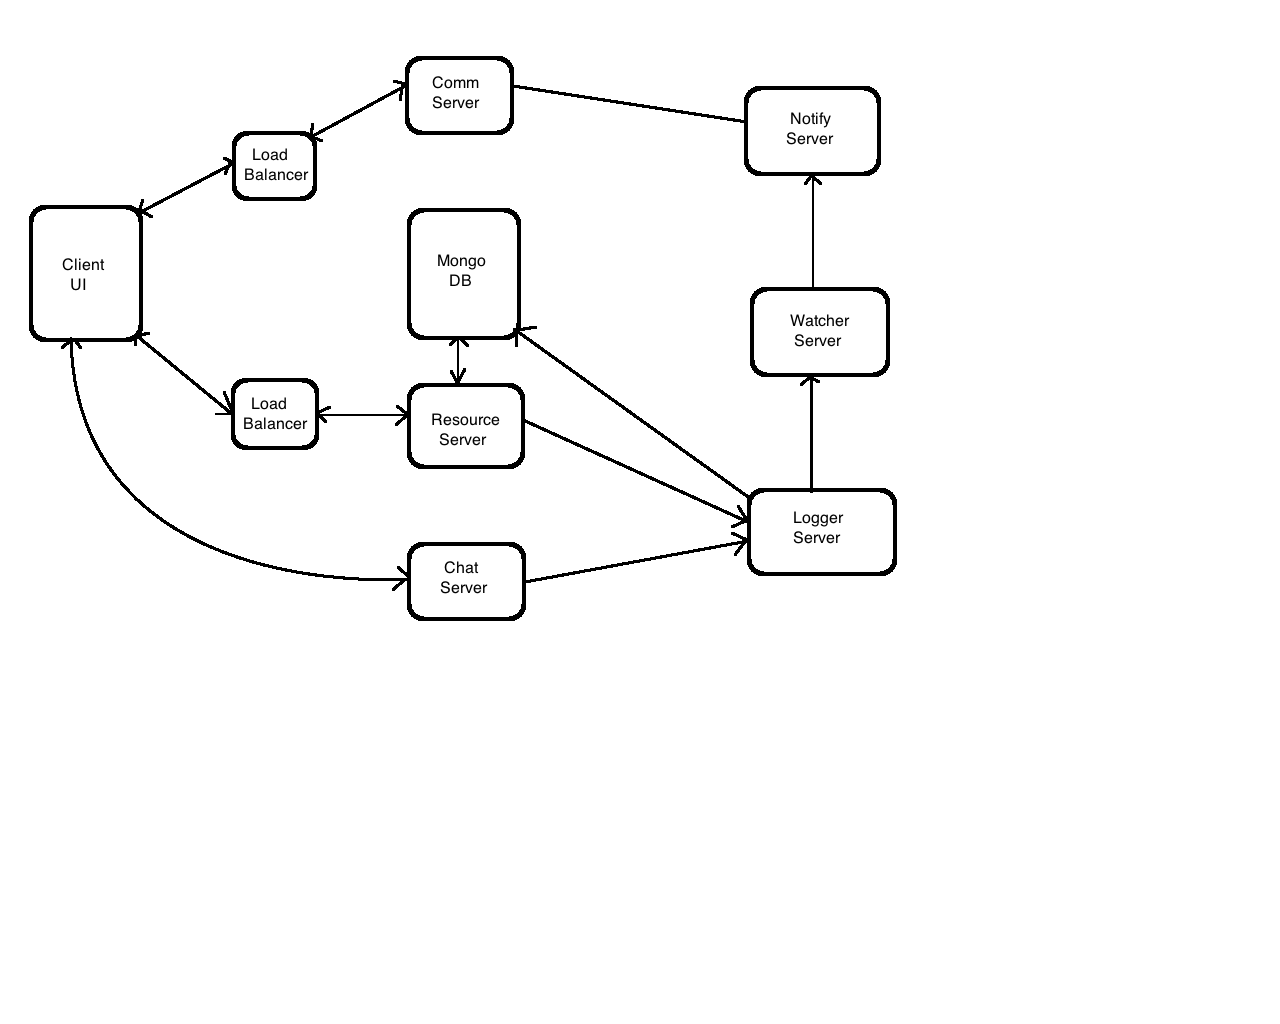 Comm
Server
Notify
Server
Load
Balancer
Client
UI
Mongo
DB
Watcher
Server
Load
Balancer
Resource
Server
Logger
Server
Chat
Server